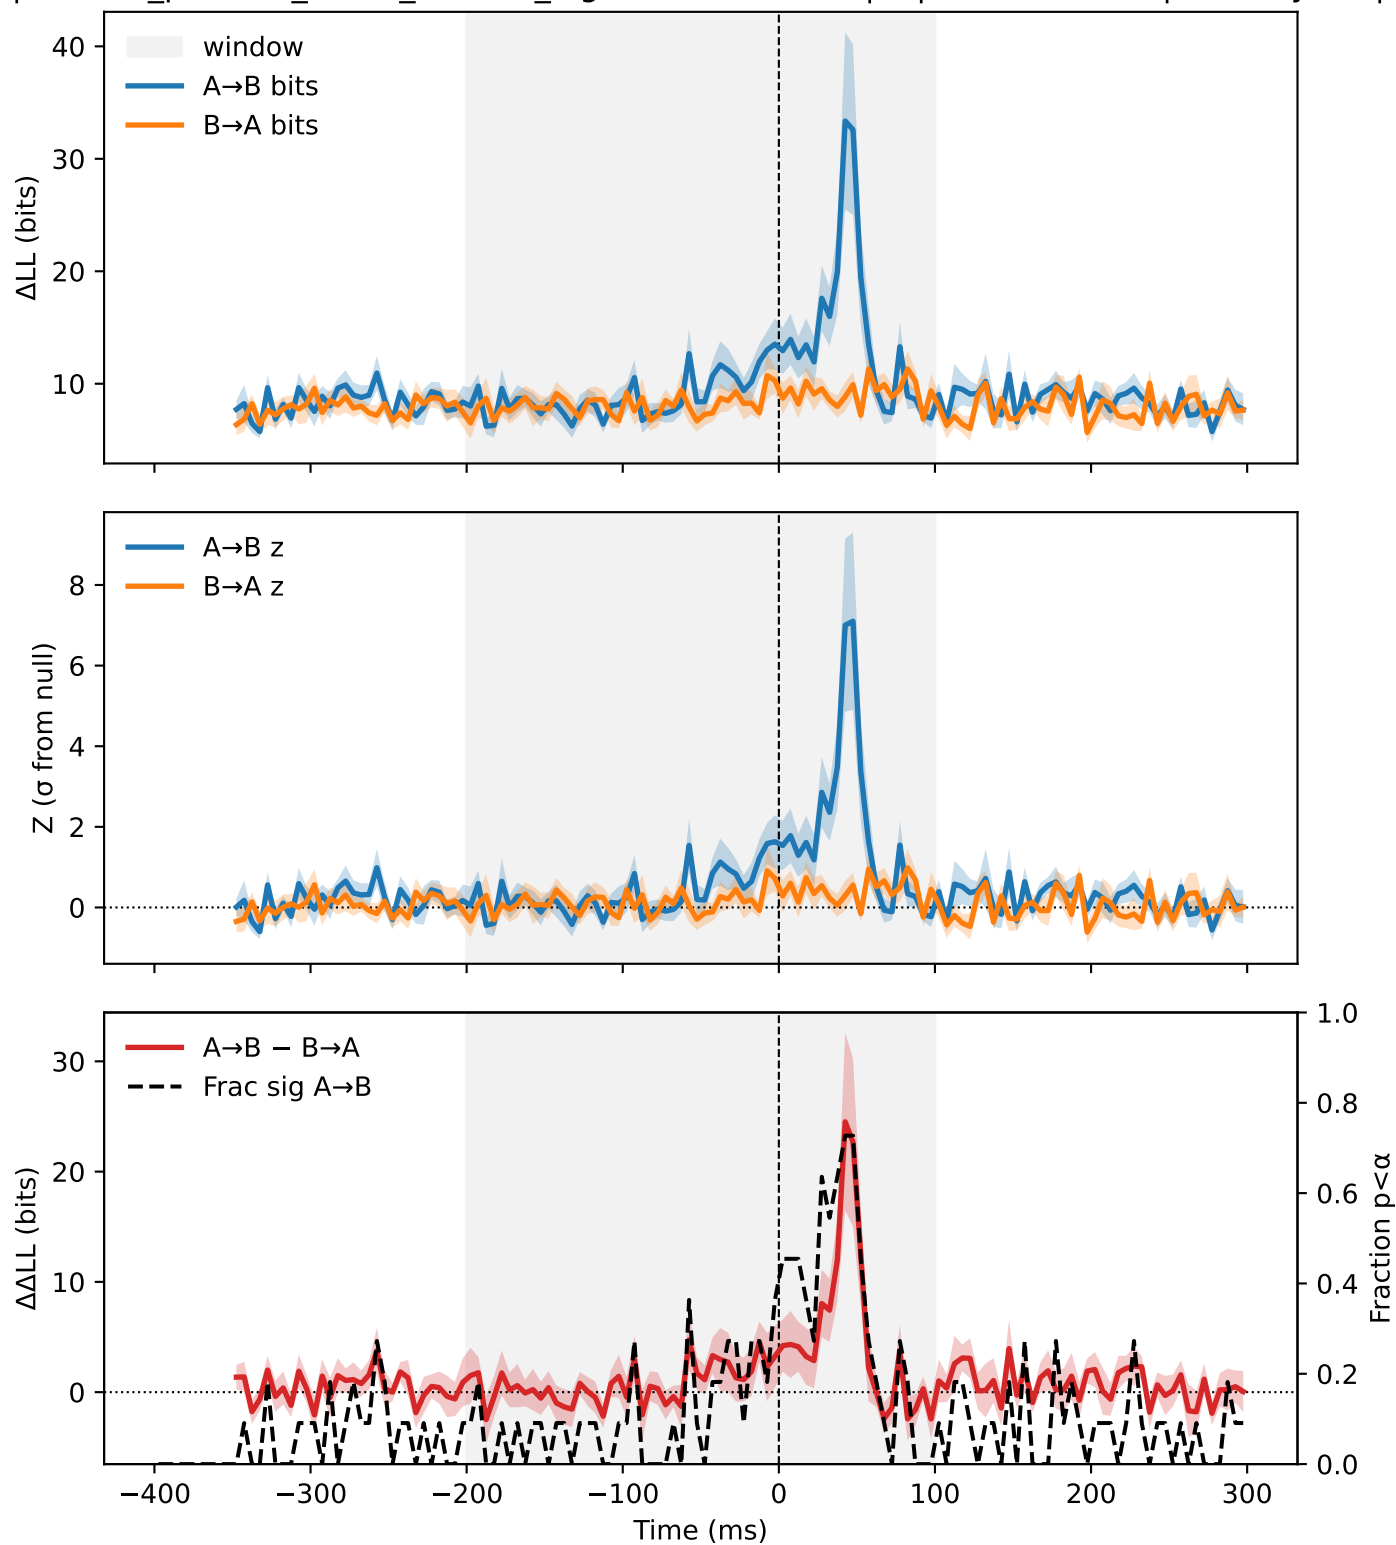 window
A→B bits
B→A bits
40
30
20
10
ΔLL (bits)
A→B z
B→A z
8
6
4
2
0
Z (σ from null)
A→B − B→A
Frac sig A→B
30
20
10
0
ΔΔLL (bits)
1.0
0.8
0.6
0.4
0.2
0.0
Fraction p<α
−400 −300 −200 −100 0 100 200 300
Time (ms)